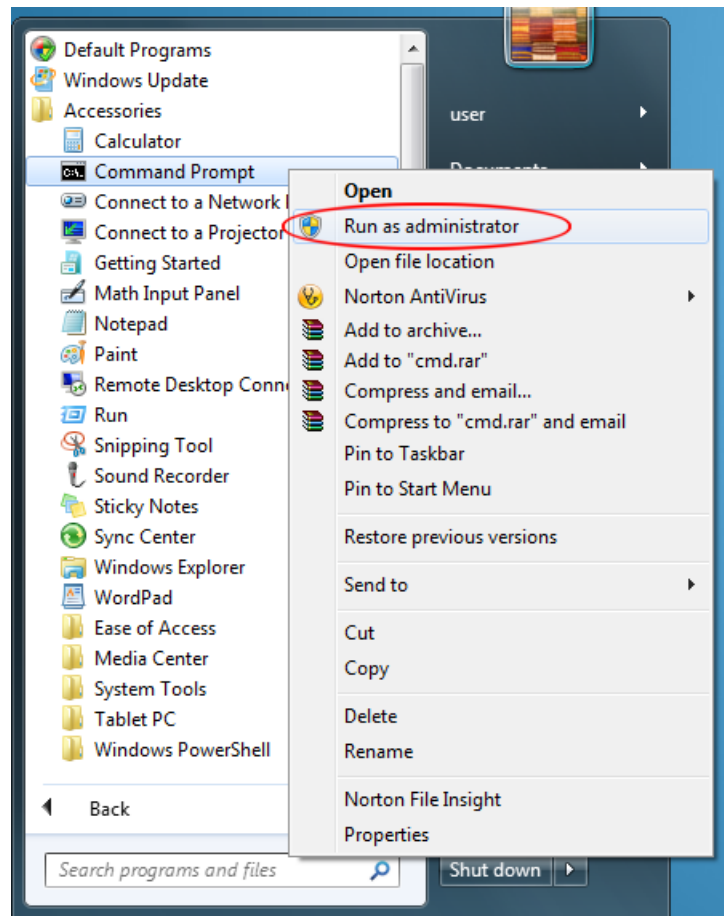 Default Programs
Windows Update
Accessories
Calculator
Command Prompt
Connect to a Network
Connect to a Projector
Getting Started
Math Input Panel
Notepad
Paint
Remote Desktop Conn
Run
Snipping Tool
Sound Recorder
Sticky Notes
Sync Center
Windows Explorer
WordPad
Ease of Access
Media Center
System Tools
Tablet PC
Windows PowerShell
Back
Search programs and files
user
Documents
Open
Run as administrator
Open file location
Norton AntiVirus
Add to archive...
Add to "cmd.rar"
Compress and email...
Compress to "cmd.rar" and email
Pin to Taskbar
Pin to Start Menu
Restore previous versions
Send to
Cut
Copy
Delete
Rename
Norton File Insight
Properties
Shut down